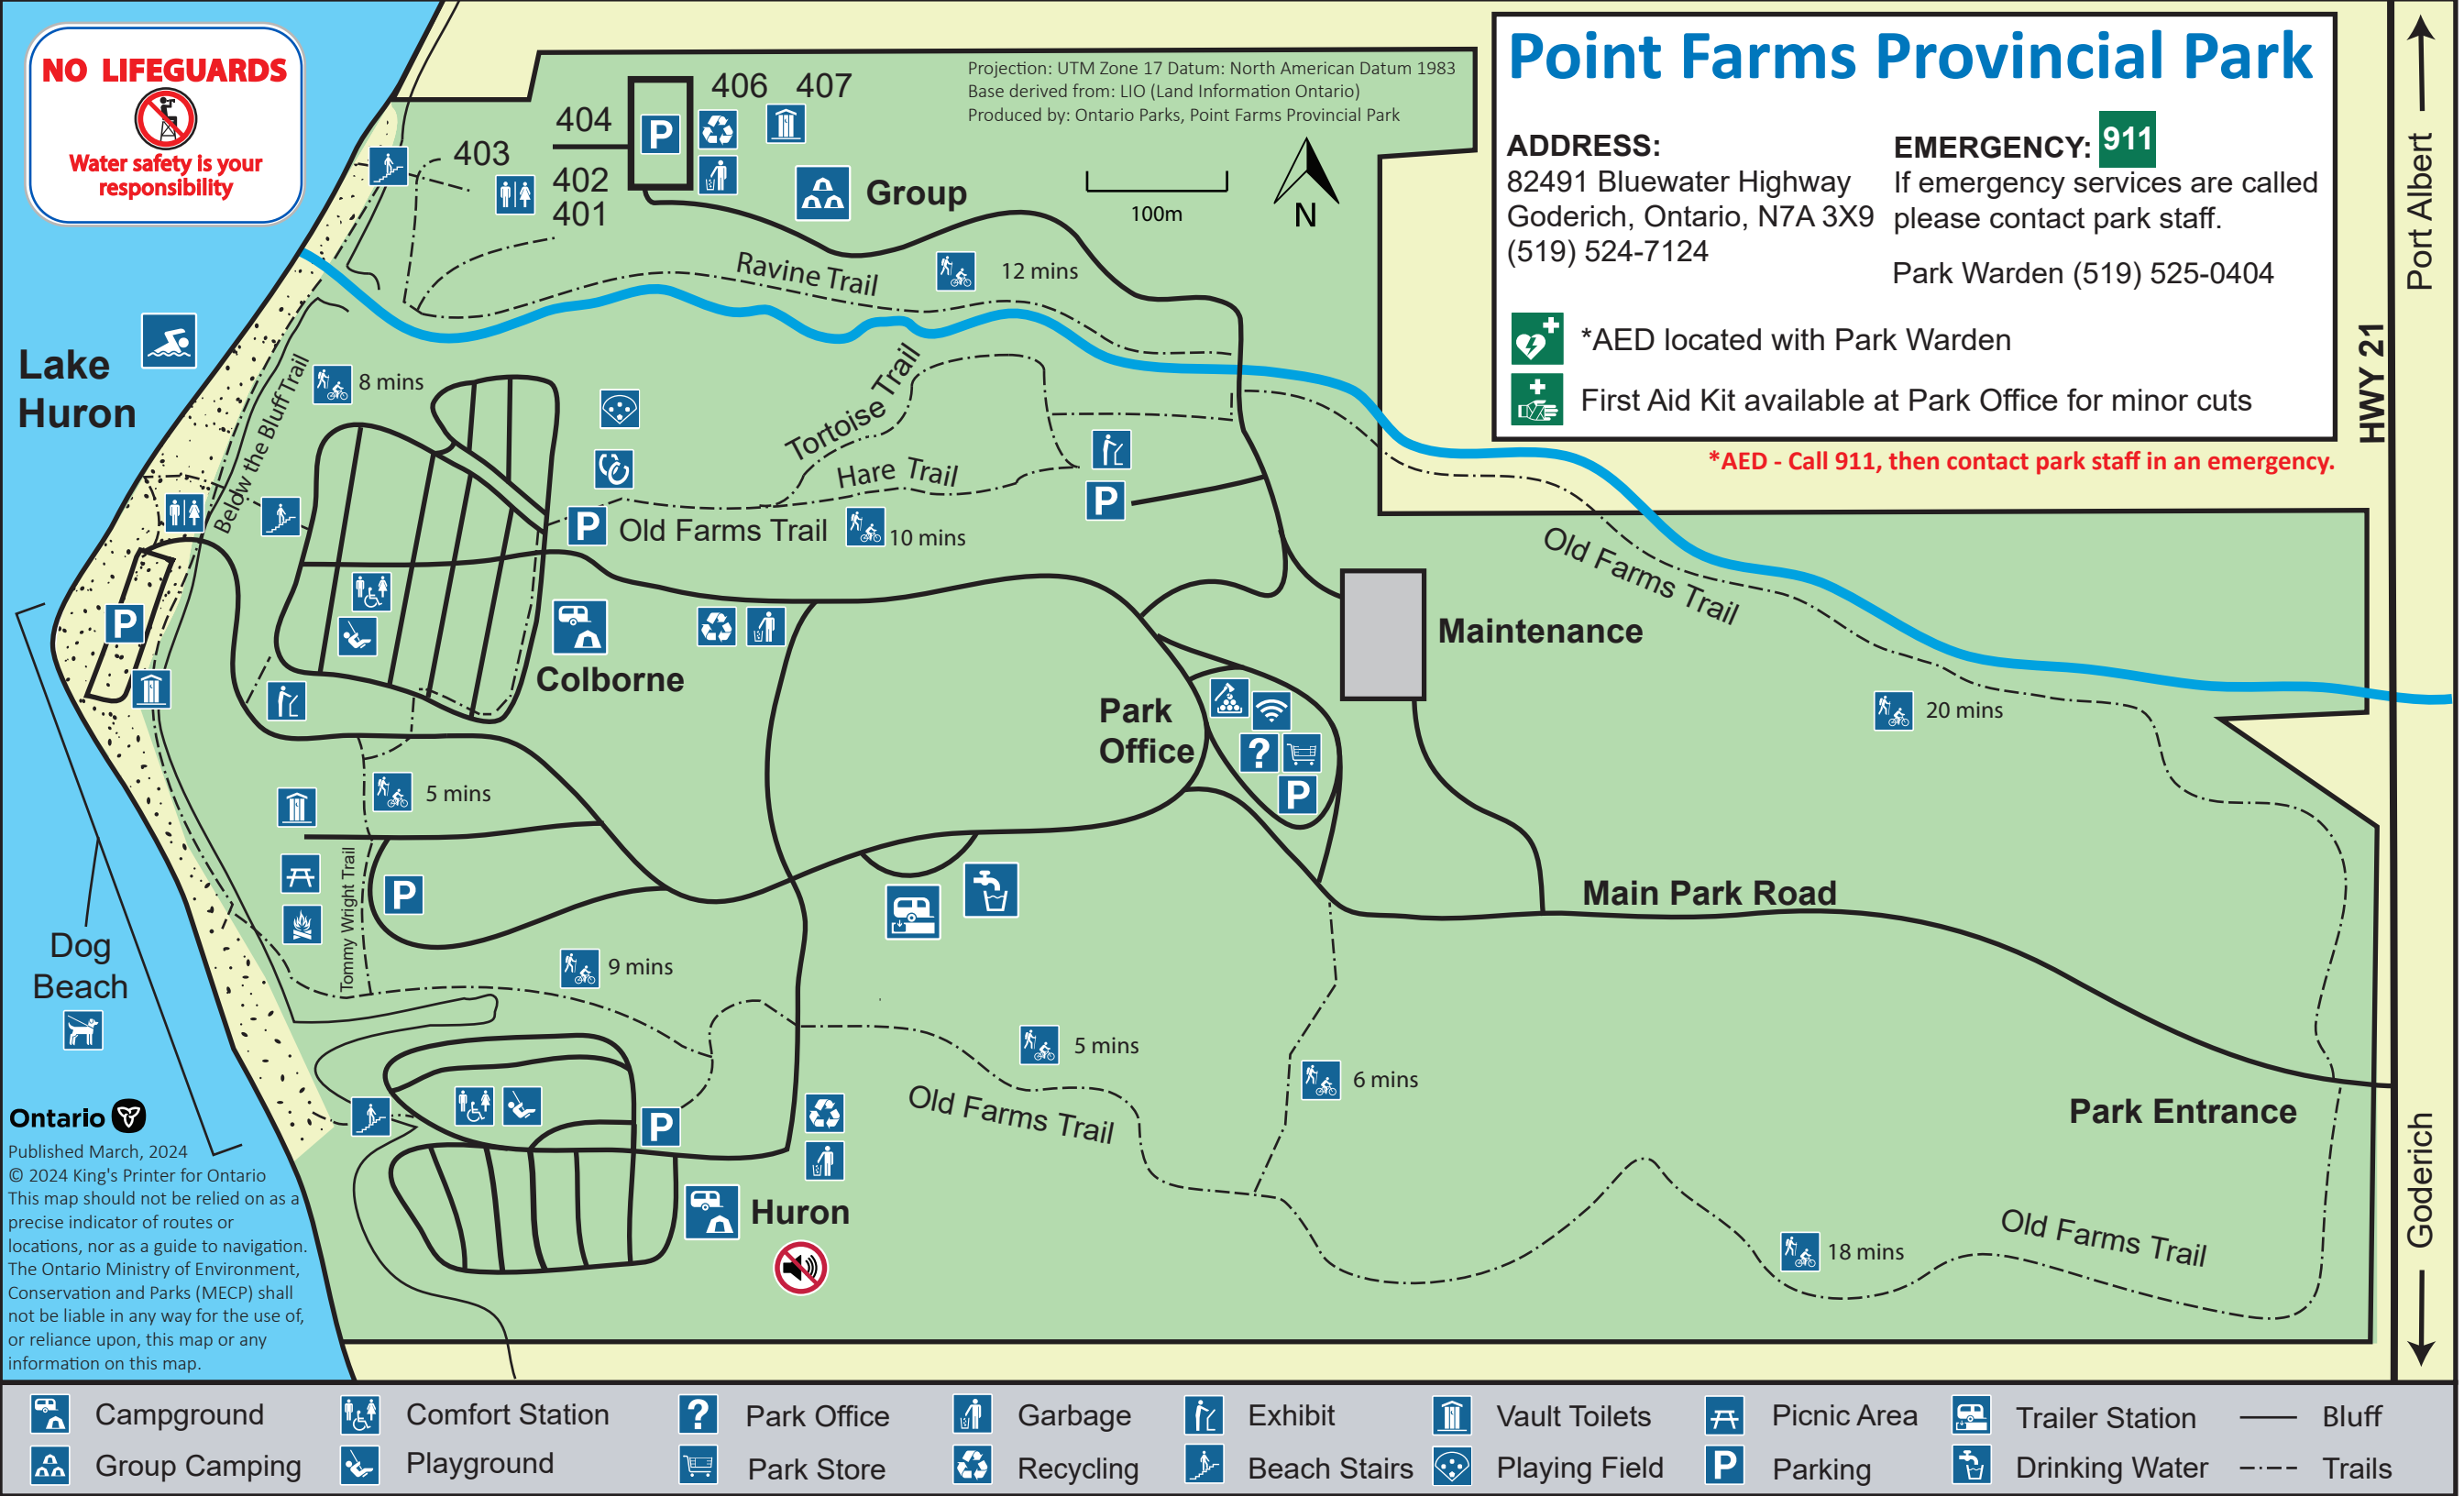 NO LIFEGUARDS
Water safety is your
responsibility
Projection: UTM Zone 17 Datum: North American Datum 1983
Base derived from: LIO (Land Information Ontario)
Produced by: Ontario Parks, Point Farms Provincial Park
Point Farms Provincial Park
ADDRESS:
82491 Bluewater Highway
Goderich, Ontario, N7A 3X9
(519) 524-7124
EMERGENCY: 911
If emergency services are called
please contact park staff.
Park Warden (519) 525-0404
*AED located with Park Warden
First Aid Kit available at Park Office for minor cuts
*AED - Call 911, then contact park staff in an emergency.
Port Albert
HWY 21
Goderich
406 407
404
403
402
401
P
Group
100m
N
Ravine Trail
12 mins
Lake
Huron
8 mins
Below the Bluff Trail
Tortoise Trail
Hare Trail
P
P
Old Farms Trail
10 mins
Old Farms Trail
P
Colborne
Maintenance
Park
Office
?
P
20 mins
5 mins
Tommy Wright Trail
P
Main Park Road
Dog
Beach
9 mins
5 mins
6 mins
Old Farms Trail
Park Entrance
P
Huron
18 mins
Old Farms Trail
Ontario
Published March, 2024
© 2024 King's Printer for Ontario
This map should not be relied on as a
precise indicator of routes or
locations, nor as a guide to navigation.
The Ontario Ministry of Environment,
Conservation and Parks (MECP) shall
not be liable in any way for the use of,
or reliance upon, this map or any
information on this map.
Campground
Comfort Station
? Park Office
Garbage
Exhibit
Vault Toilets
Picnic Area
Trailer Station
Bluff
Group Camping
Playground
Park Store
Recycling
Beach Stairs
Playing Field
P Parking
Drinking Water
Trails